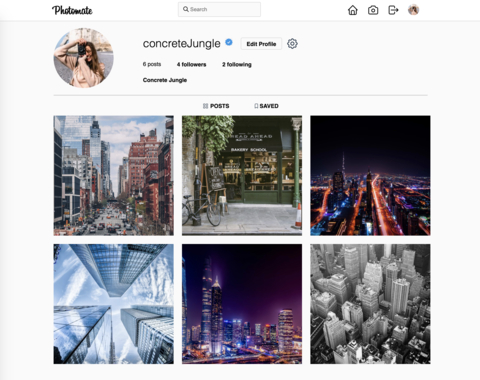 Photomate
Search
concreteJungle
Edit Profile
6 posts
4 followers
2 following
Concrete Jungle
POSTS
SAVED
BREAD AHEAD
BAKERY SCHOOL